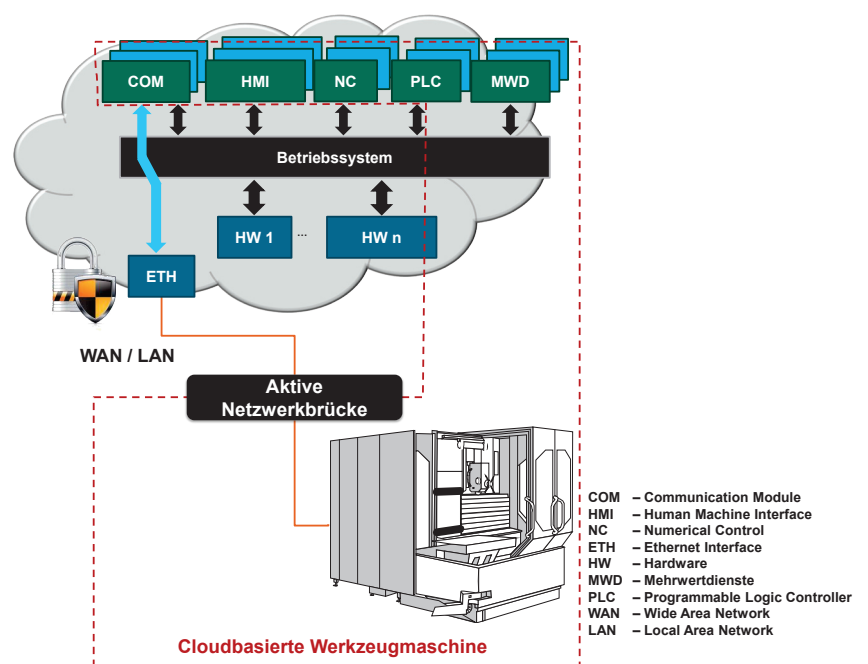 COM
HMI
NC
PLC
MWD
Betriebssystem
HW 1
...
HW n
ETH
WAN / LAN
Aktive
Netzwerkbrücke
COM – Communication Module
HMI – Human Machine Interface
NC – Numerical Control
ETH – Ethernet Interface
HW – Hardware
MWD – Mehrwertdienste
PLC – Programmable Logic Controller
WAN – Wide Area Network
LAN – Local Area Network
Cloudbasierte Werkzeugmaschine